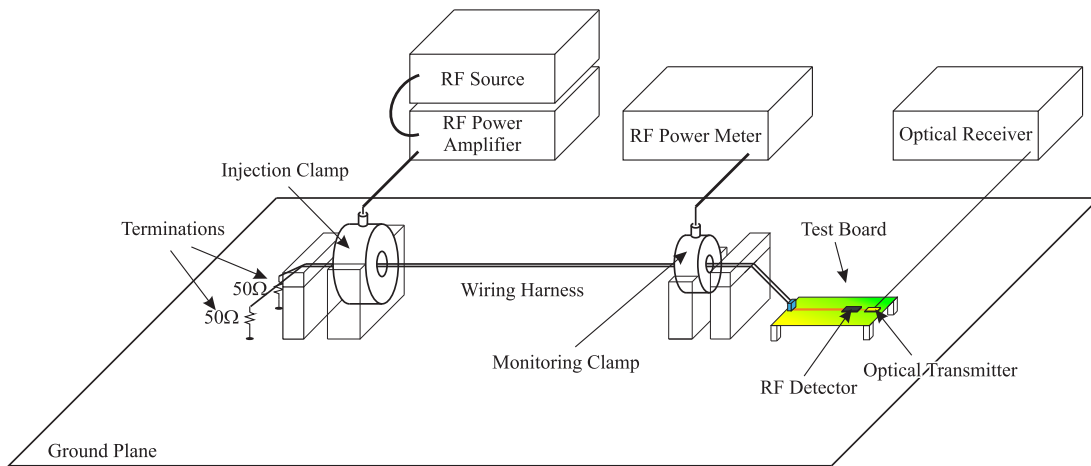 RF Source
RF Power
Amplifier
RF Power Meter
Optical Receiver
Injection Clamp
Terminations
Test Board
50Ω
50Ω
Wiring Harness
Monitoring Clamp
Optical Transmitter
RF Detector
Ground Plane